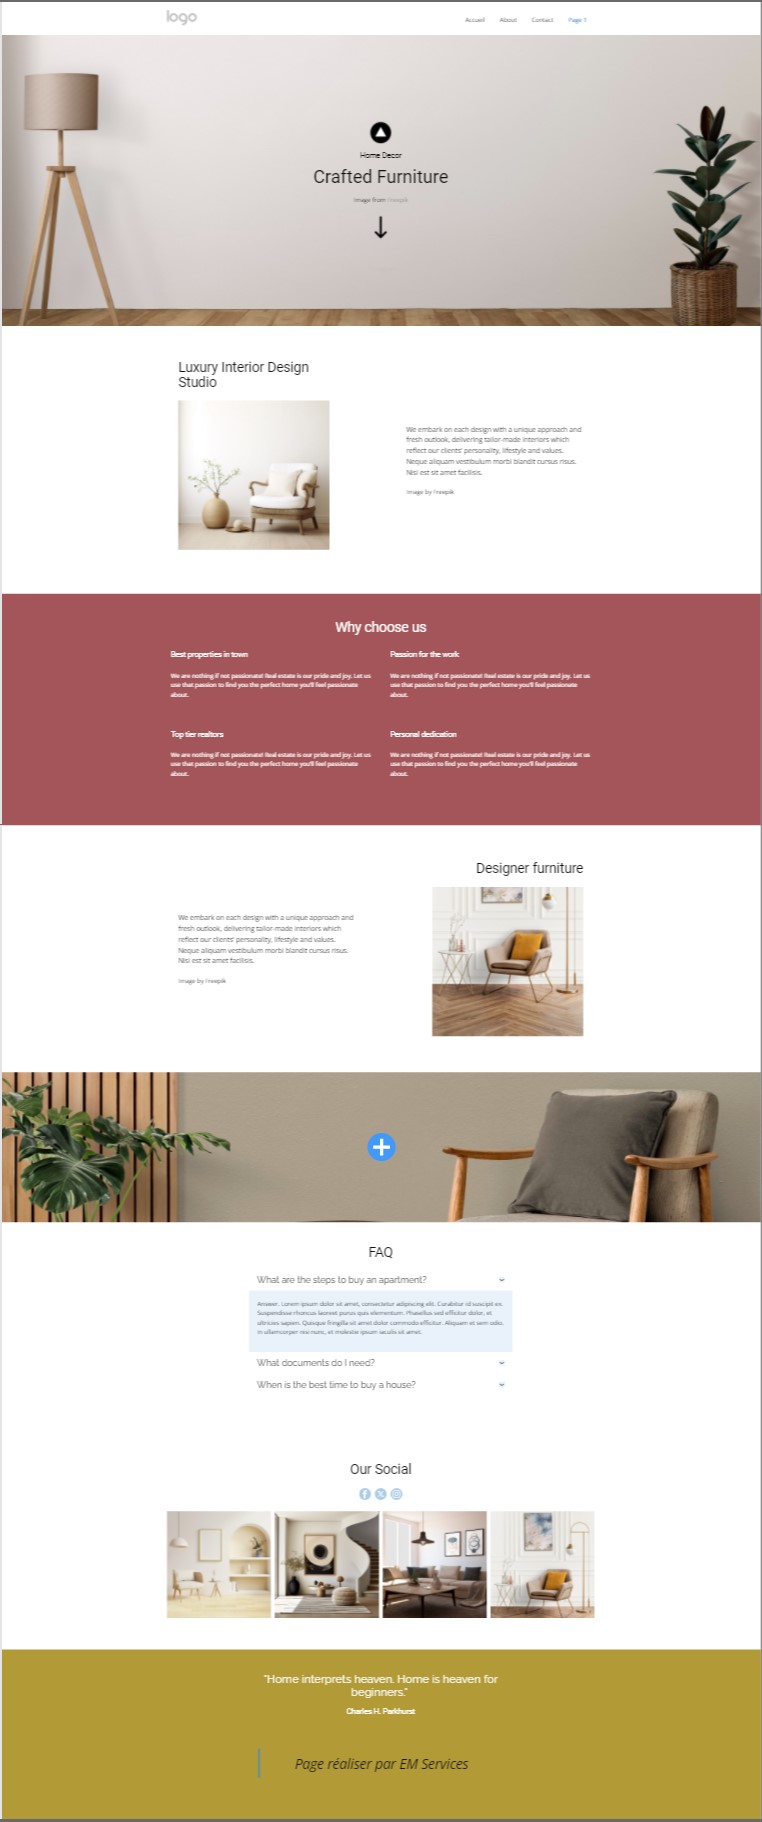 logo
Accueil About Contact Page 1
Home Decor
Crafted Furniture
Image from Freepik
Luxury Interior Design
Studio
We embark on each design with a unique approach and
fresh outlook, delivering tailor-made interiors which
reflect our clients' personality, lifestyle and values.
Neque aliquam vestibulum morbi blandit cursus risus.
Nisi est sit amet facilisis.
Image by Freepik
Why choose us
Best properties in town
We are nothing if not passionate! Real estate is our pride and joy. Let us
use that passion to find you the perfect home you'll feel passionate
about.
Passion for the work
We are nothing if not passionate! Real estate is our pride and joy. Let us
use that passion to find you the perfect home you'll feel passionate
about.
Top tier realtors
We are nothing if not passionate! Real estate is our pride and joy. Let us
use that passion to find you the perfect home you'll feel passionate
about.
Personal dedication
We are nothing if not passionate! Real estate is our pride and joy. Let us
use that passion to find you the perfect home you'll feel passionate
about.
Designer furniture
We embark on each design with a unique approach and
fresh outlook, delivering tailor-made interiors which
reflect our clients' personality, lifestyle and values.
Neque aliquam vestibulum morbi blandit cursus risus.
Nisi est sit amet facilisis.
Image by Freepik
FAQ
What are the steps to buy an apartment?
Answer. Lorem ipsum dolor sit amet, consectetur adipiscing elit. Curabitur id suscipit ex.
Suspendisse rhoncus laoreet purus quis elementum. Phasellus sed efficitur dolor, et
ultricies sapien. Quisque fringilla sit amet dolor commodo efficitur. Aliquam et sem odio.
In ullamcorper nisi nunc, et molestie ipsum iaculis sit amet.
What documents do I need?
When is the best time to buy a house?
Our Social
"Home interprets heaven. Home is heaven for
beginners."
Charles H. Parkhurst
Page réaliser par EM Services